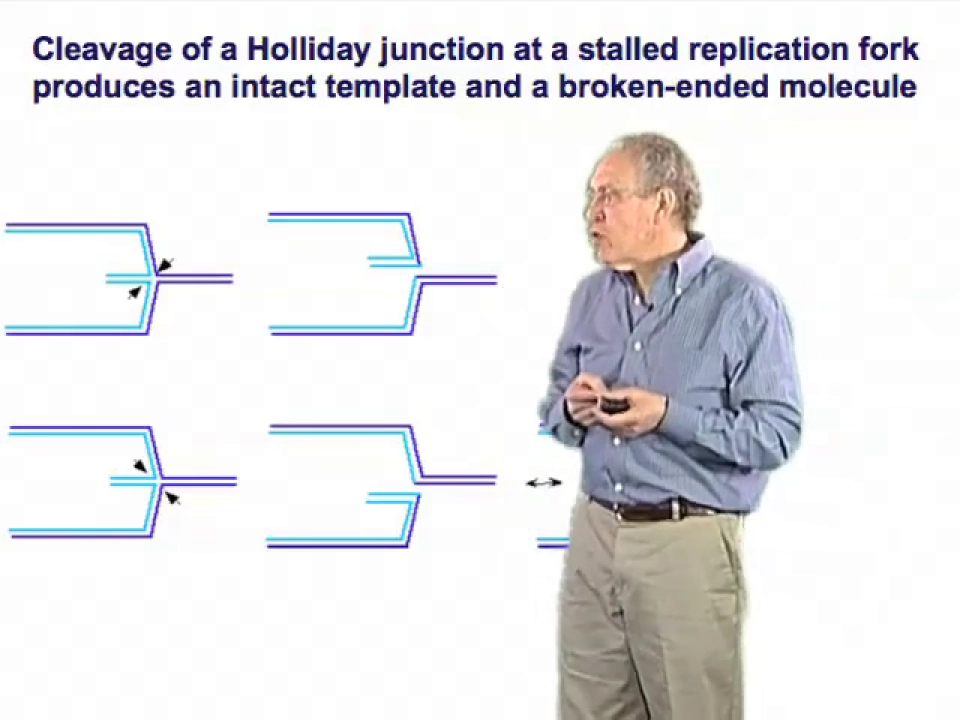 Cleavage of a Holliday junction at a stalled replication fork
produces an intact template and a broken-ended molecule